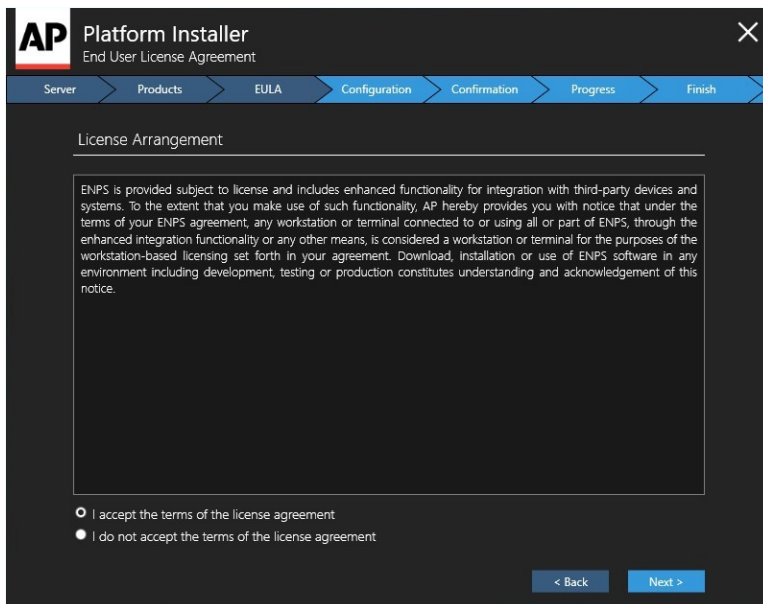 AP
Platform Installer
End User License Agreement
Server Products EULA Configuration Confirmation Progress Finish
License Arrangement
ENPS is provided subject to license and includes enhanced functionality for integration with third-party devices and
systems. To the extent that you make use of such functionality, AP hereby provides you with notice that under the
terms of your ENPS agreement, any workstation or terminal connected to or using all or part of ENPS, through the
enhanced integration functionality or any other means, is considered a workstation or terminal for the purposes of the
workstation-based licensing set forth in your agreement. Download, installation or use of ENPS software in any
environment including development, testing or production constitutes understanding and acknowledgement of this
notice.
I accept the terms of the license agreement
I do not accept the terms of the license agreement
< Back Next >